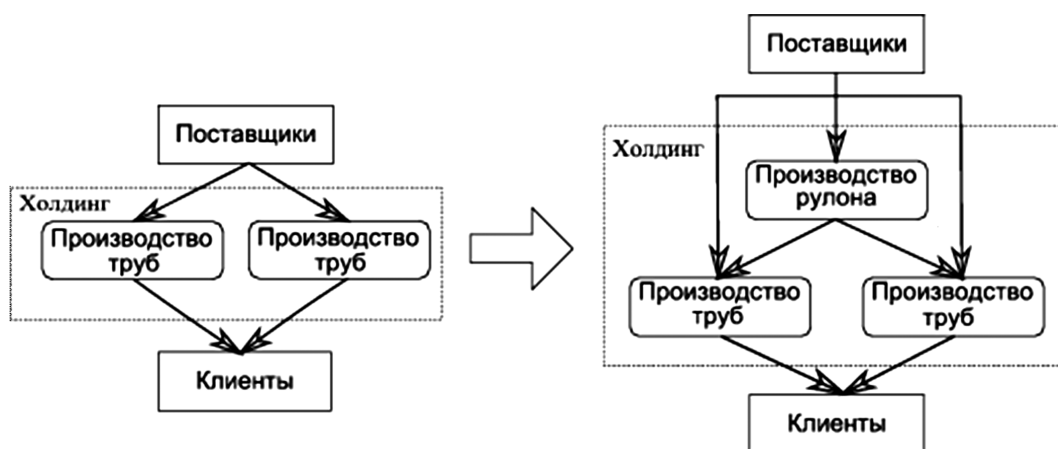 Поставщики
Холдинг
Производство
труб
Производство
труб
Клиенты
Поставщики
Холдинг
Производство
рулона
Производство
труб
Производство
труб
Клиенты